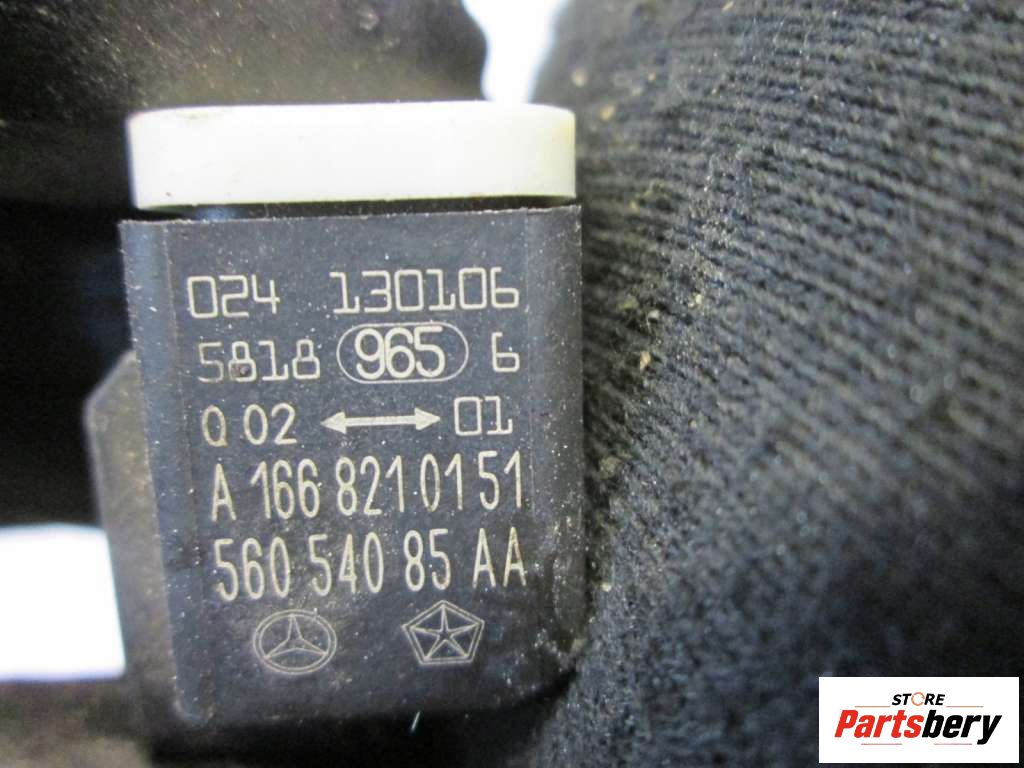 024 130106
5818 965 6
Q 02 ↔ 01
A 166 821 01 51
560 540 85 AA
STORE
Partsbery